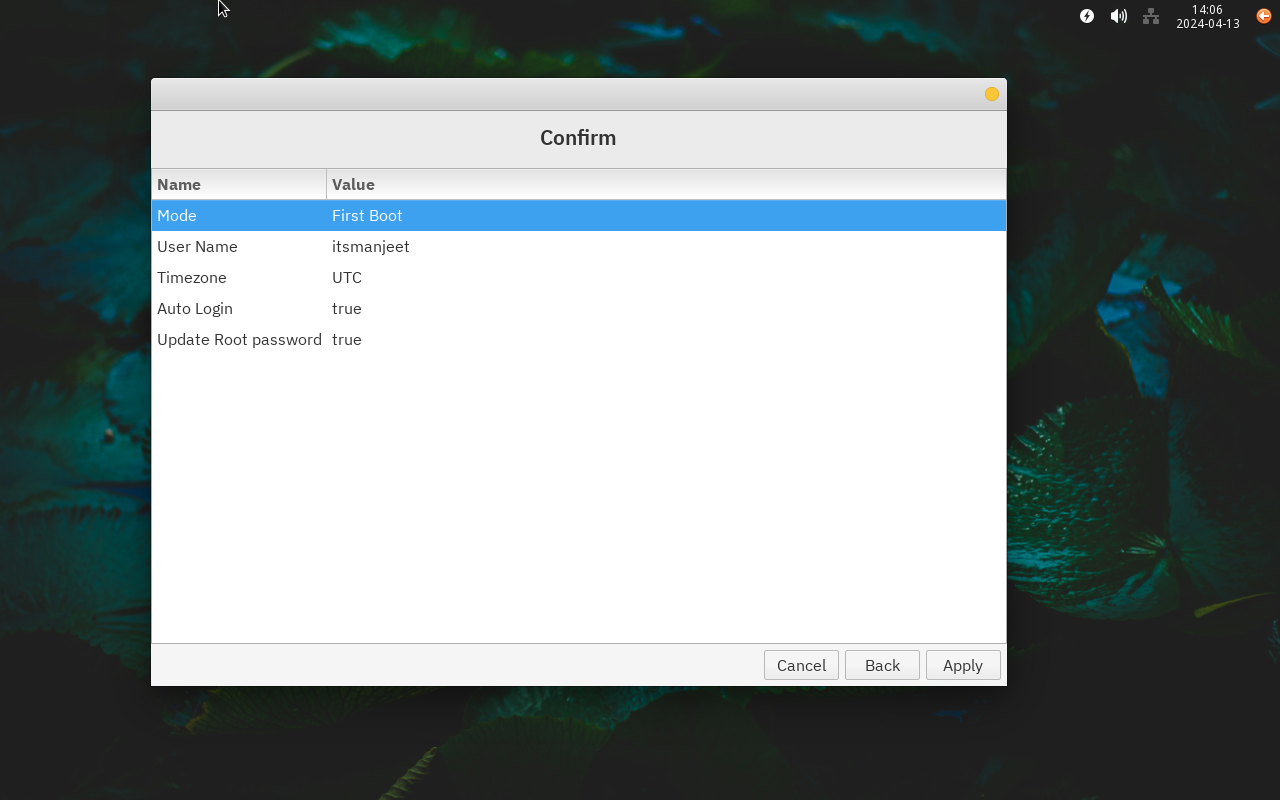 14:06
2024-04-13
Confirm
Name Value
Mode First Boot
User Name itsmanjeet
Timezone UTC
Auto Login true
Update Root password true
Cancel Back Apply